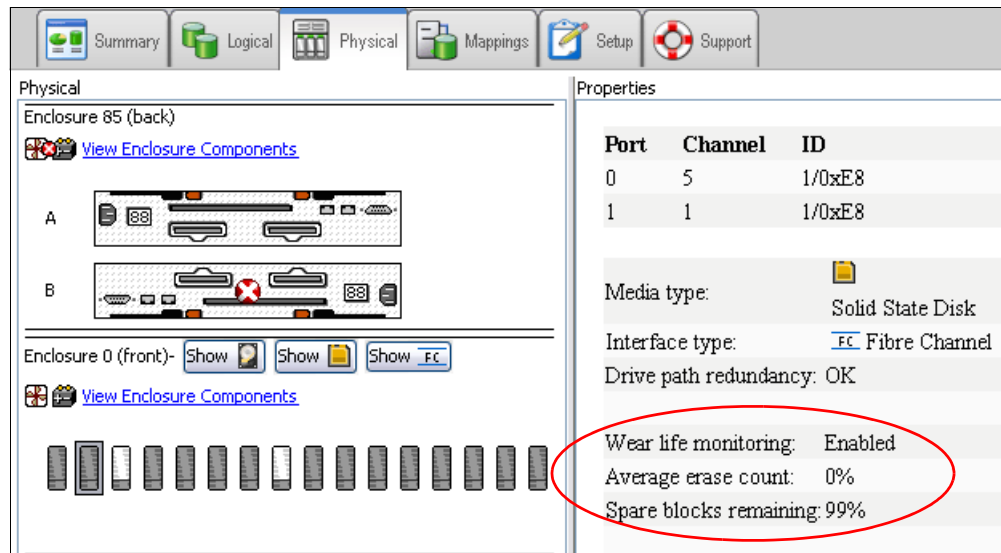 Summary Logical Physical Mappings Setup Support
Physical
Enclosure 85 (back)
View Enclosure Components
A
88
B
88
Enclosure 0 (front)- Show Show Show FC
View Enclosure Components
Properties
Port Channel ID
0 5 1/0xE8
1 1 1/0xE8
Media type: Solid State Disk
Interface type: FC Fibre Channel
Drive path redundancy: OK
Wear life monitoring: Enabled
Average erase count: 0%
Spare blocks remaining: 99%